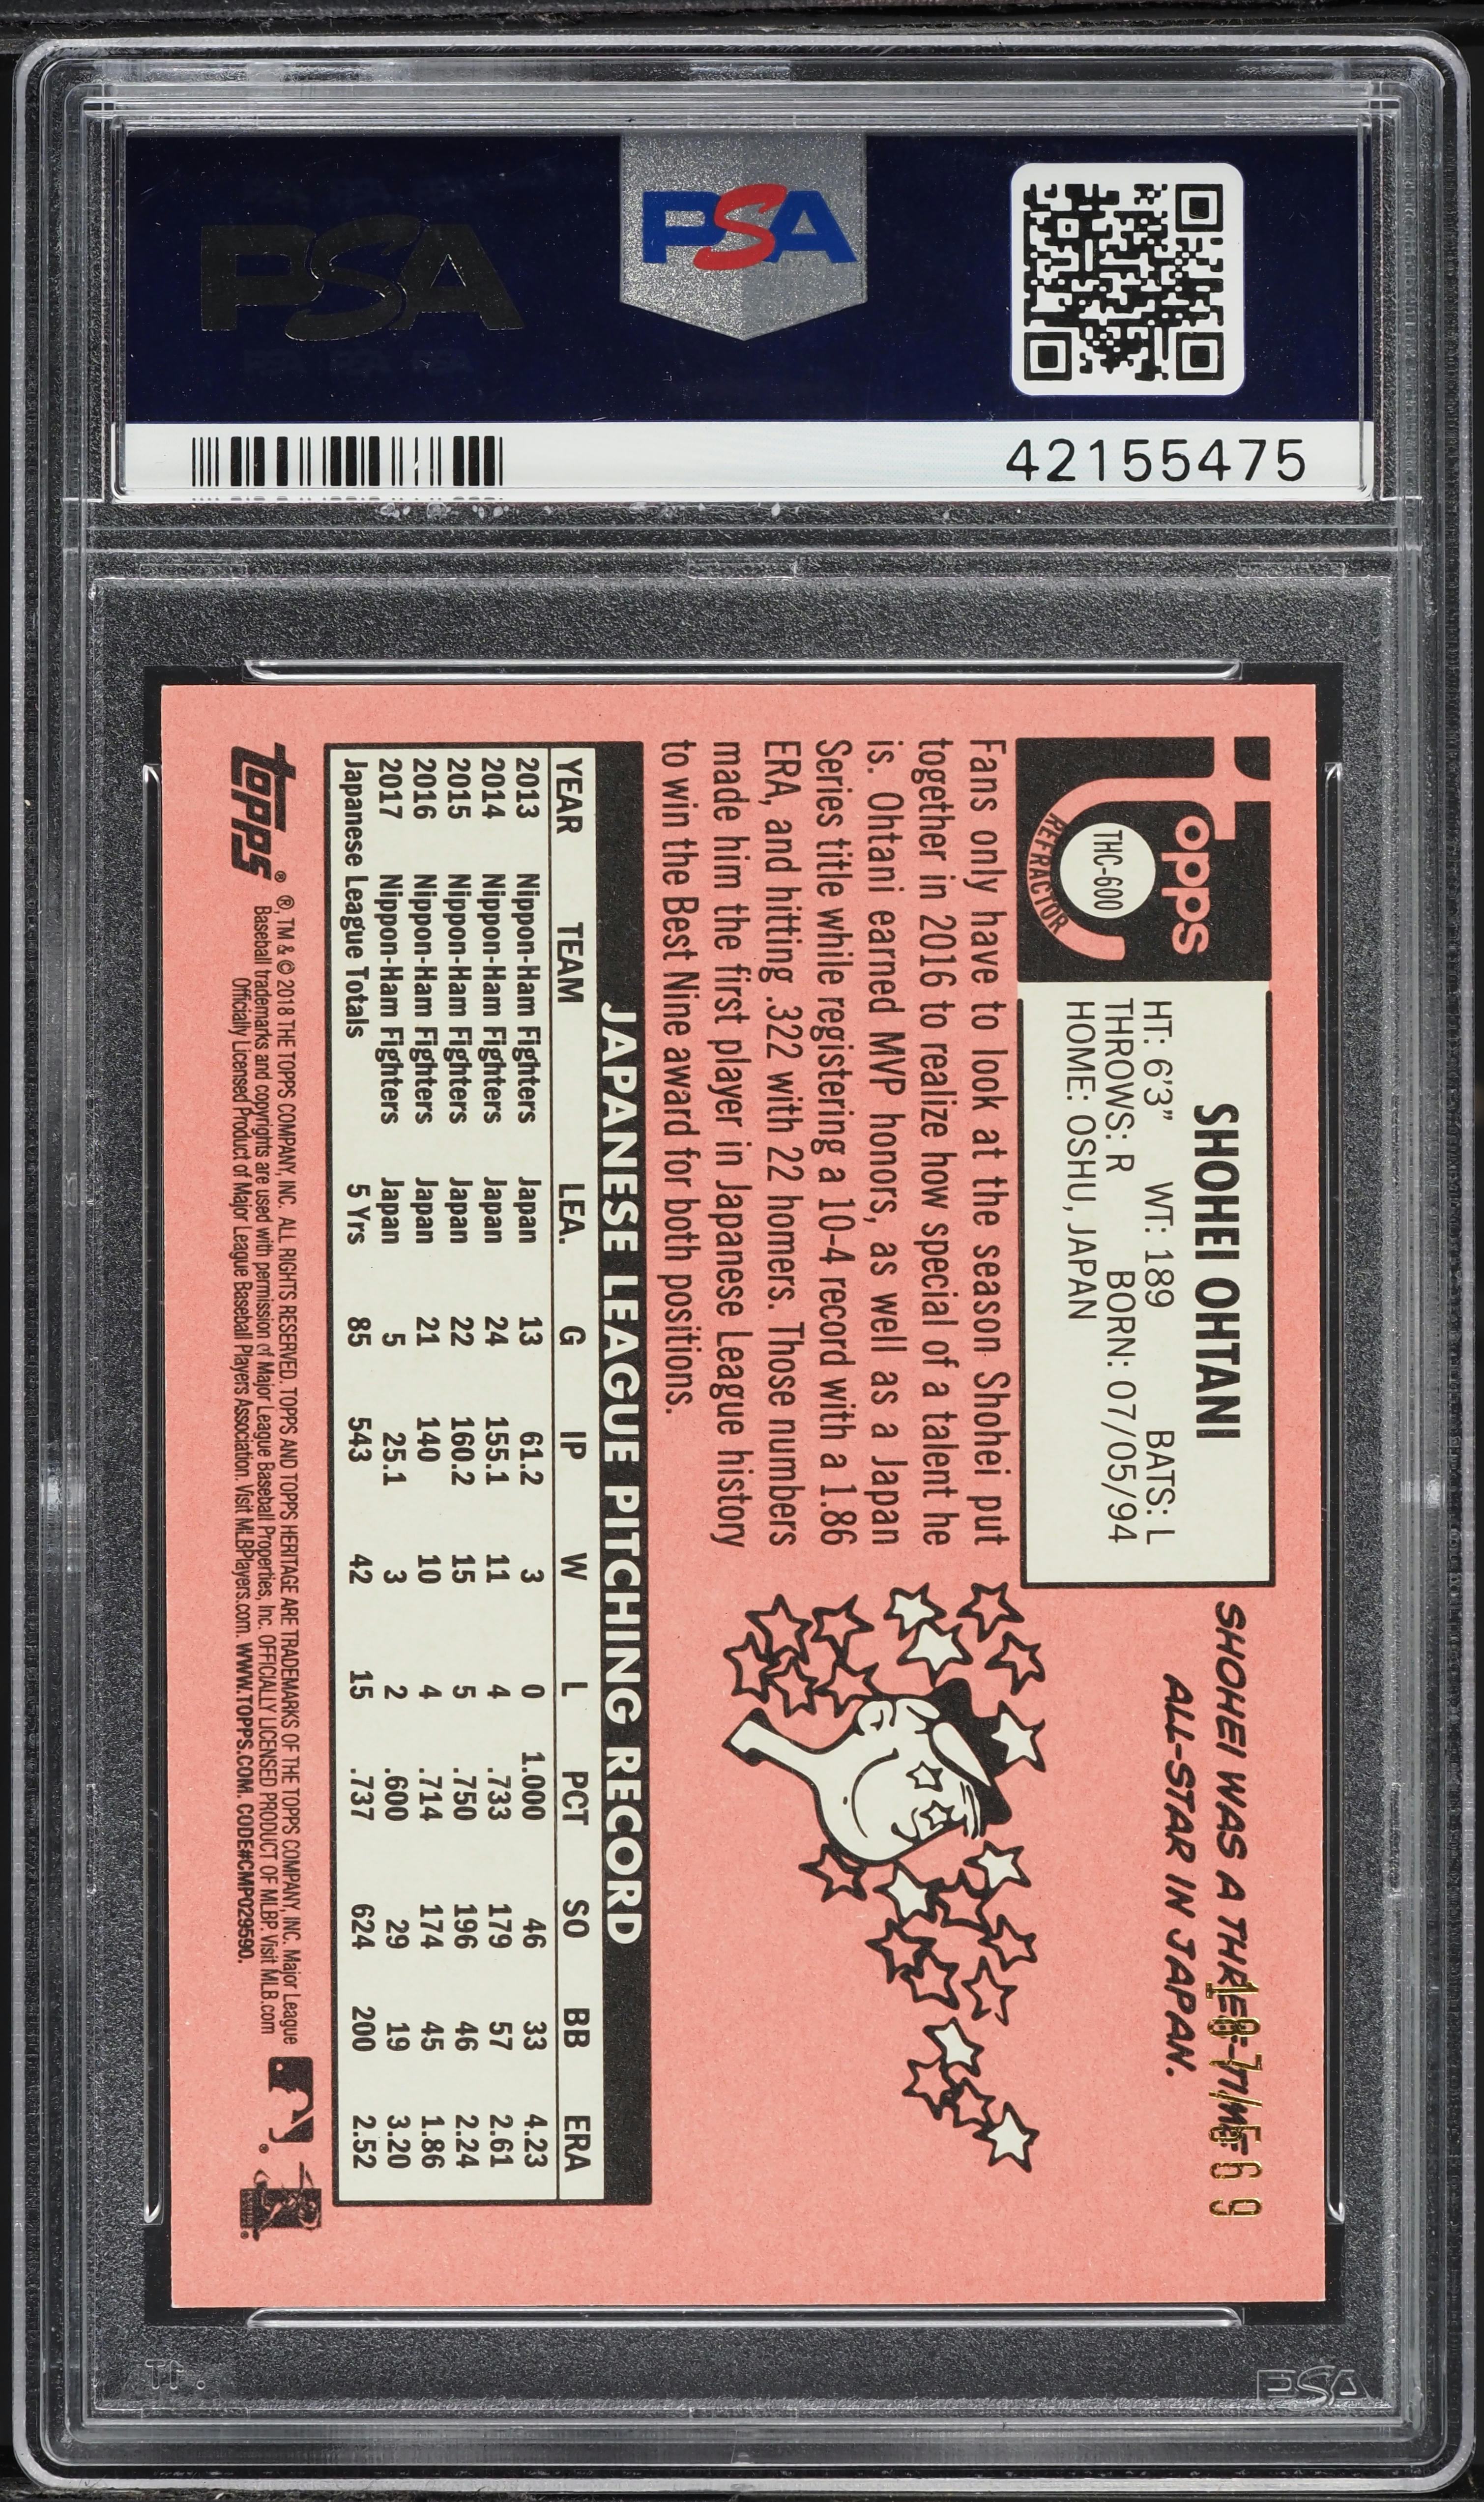 PSA
PSA
42155475
Topps
THC-600
REFRACTOR
SHOHEI OHTANI
HT: 6'3" WT: 189 BATS: L
THROWS: R BORN: 07/05/94
HOME: OSHU, JAPAN
SHOHEI WAS A THREE-TIME
ALL-STAR IN JAPAN.
187/569
Fans only have to look at the season Shohei put
together in 2016 to realize how special of a talent he
is. Ohtani earned MVP honors, as well as a Japan
Series title while registering a 10-4 record with a 1.86
ERA, and hitting .322 with 22 homers. Those numbers
made him the first player in Japanese League history
to win the Best Nine award for both positions.
JAPANESE LEAGUE PITCHING RECORD
YEAR TEAM LEA. G IP W L PCT SO BB ERA
2013 Nippon-Ham Fighters Japan 13 61.2 3 0 1.000 46 33 4.23
2014 Nippon-Ham Fighters Japan 24 155.1 11 4 .733 179 57 2.61
2015 Nippon-Ham Fighters Japan 22 160.2 15 5 .750 196 46 2.24
2016 Nippon-Ham Fighters Japan 21 140 10 4 .714 174 45 1.86
2017 Nippon-Ham Fighters Japan 5 25.1 3 2 .600 29 19 3.20
Japanese League Totals 5 Yrs 85 543 42 15 .737 624 200 2.52
topps ®
®, TM & © 2018 THE TOPPS COMPANY, INC. ALL RIGHTS RESERVED. TOPPS AND TOPPS HERITAGE ARE TRADEMARKS OF THE TOPPS COMPANY, INC. Major League
Baseball trademarks and copyrights are used with permission of Major League Baseball Properties, Inc. OFFICIALLY LICENSED PRODUCT OF MLBP. Visit MLB.com
Officially Licensed Product of Major League Baseball Players Association. Visit MLBPlayers.com. WWW.TOPPS.COM. CODE#CMP029590.
PSA